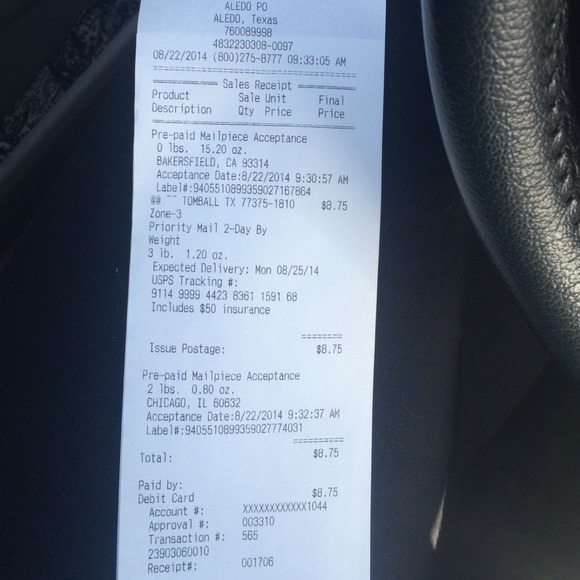 ALEDO PO
ALEDO, Texas
760089998
4832230308-0097
08/22/2014 (800)275-8777 09:33:05 AM
Sales Receipt
Product Sale Unit Final
Description Qty Price Price
Pre-paid Mailpiece Acceptance
0 lbs. 15.20 oz.
BAKERSFIELD, CA 93314
Acceptance Date:8/22/2014 9:30:57 AM
Label#:9405510899359027167864
@@ ~~ TOMBALL TX 77375-1810 $8.75
Zone-3
Priority Mail 2-Day By
Weight
3 lb. 1.20 oz.
Expected Delivery: Mon 08/25/14
USPS Tracking #:
9114 9999 4423 8361 1591 68
Includes $50 insurance
========
Issue Postage: $8.75
Pre-paid Mailpiece Acceptance
2 lbs. 0.80 oz.
CHICAGO, IL 60632
Acceptance Date:8/22/2014 9:32:37 AM
Label#:9405510899359027774031
==========
Total: $8.75
Paid by:
Debit Card $8.75
Account #: XXXXXXXXXXXX1044
Approval #: 003310
Transaction #: 565
23903060010
Receipt#: 001706